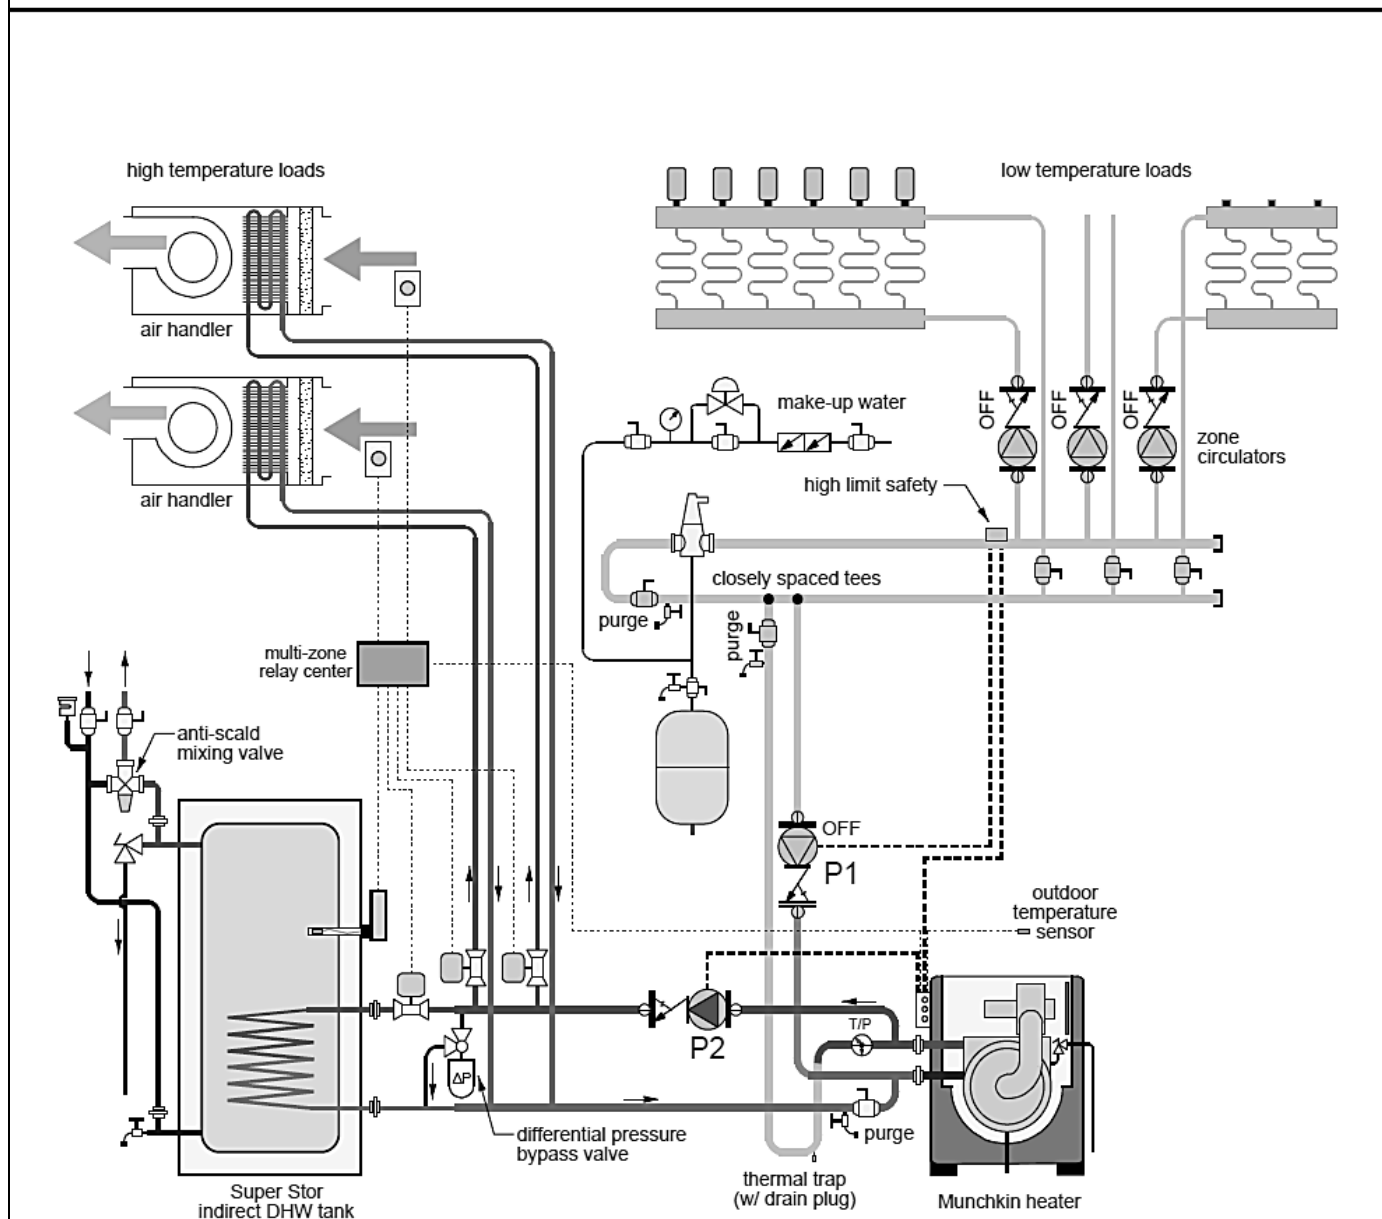 high temperature loads
low temperature loads
air handler
make-up water
OFF
OFF
OFF
zone
circulators
air handler
high limit safety
closely spaced tees
purge
purge
multi-zone
relay center
anti-scald
mixing valve
OFF
P1
outdoor
temperature
sensor
T/P
P2
ΔP
purge
differential pressure
bypass valve
thermal trap
(w/ drain plug)
Super Stor
indirect DHW tank
Munchkin heater